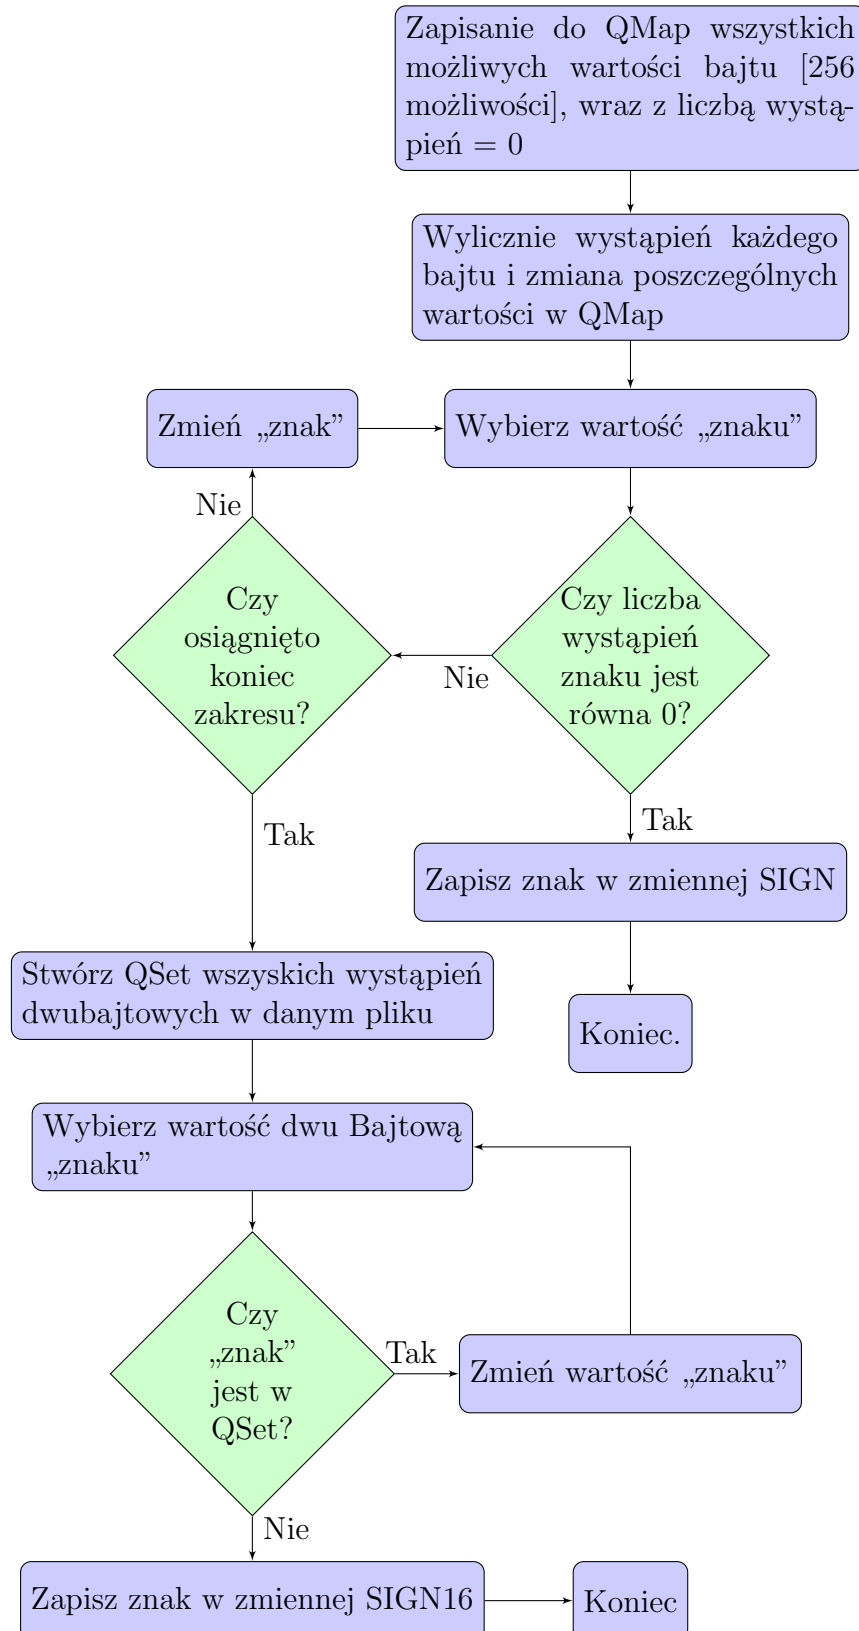 Zapisanie do QMap wszystkich
możliwych wartości bajtu [256
możliwości], wraz z liczbą wystą-
pień = 0
Wylicznie wystąpień każdego
bajtu i zmiana poszczególnych
wartości w QMap
Zmień „znak”
Wybierz wartość „znaku”
Nie
Czy
osiągnięto
koniec
zakresu?
Czy liczba
wystąpień
znaku jest
równa 0?
Nie
Tak
Tak
Zapisz znak w zmiennej SIGN
Stwórz QSet wszyskich wystąpień
dwubajtowych w danym pliku
Koniec.
Wybierz wartość dwu Bajtową
„znaku”
Czy
„znak”
jest w
QSet?
Tak
Zmień wartość „znaku”
Nie
Zapisz znak w zmiennej SIGN16
Koniec